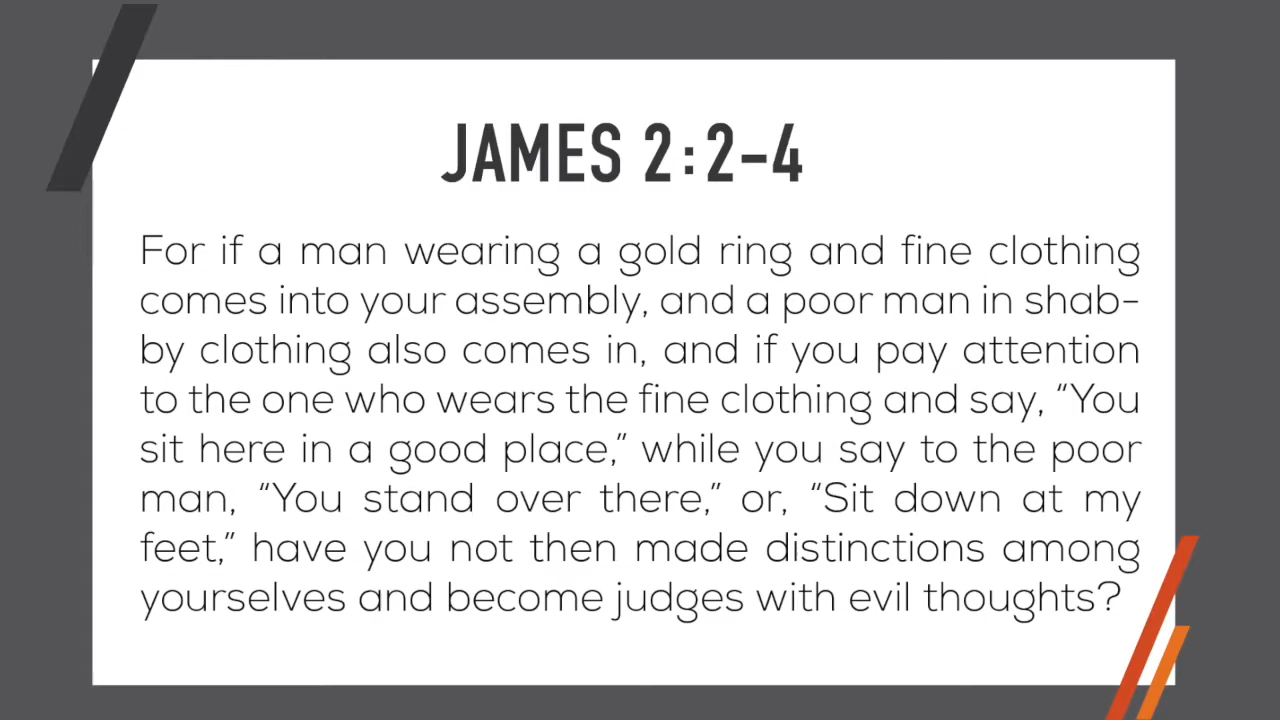 JAMES 2:2-4
For if a man wearing a gold ring and fine clothing
comes into your assembly, and a poor man in shab-
by clothing also comes in, and if you pay attention
to the one who wears the fine clothing and say, “You
sit here in a good place,” while you say to the poor
man, “You stand over there,” or, “Sit down at my
feet,” have you not then made distinctions among
yourselves and become judges with evil thoughts?